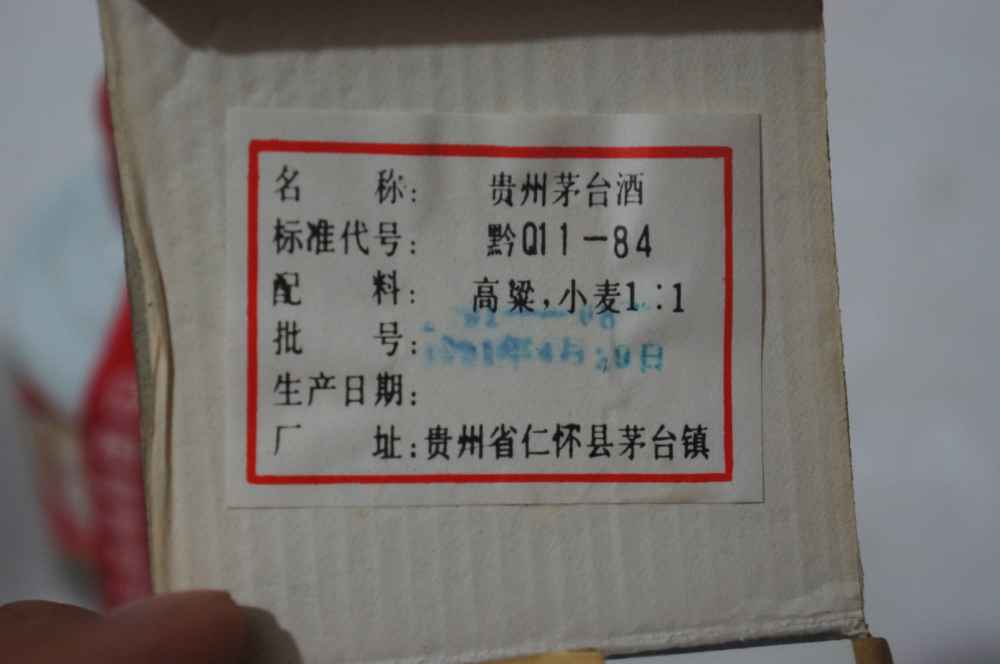 名 称: 贵州茅台酒
标准代号: 黔Q11-84
配 料: 高粱,小麦1:1
批 号:
生产日期:
厂 址:贵州省仁怀县茅台镇